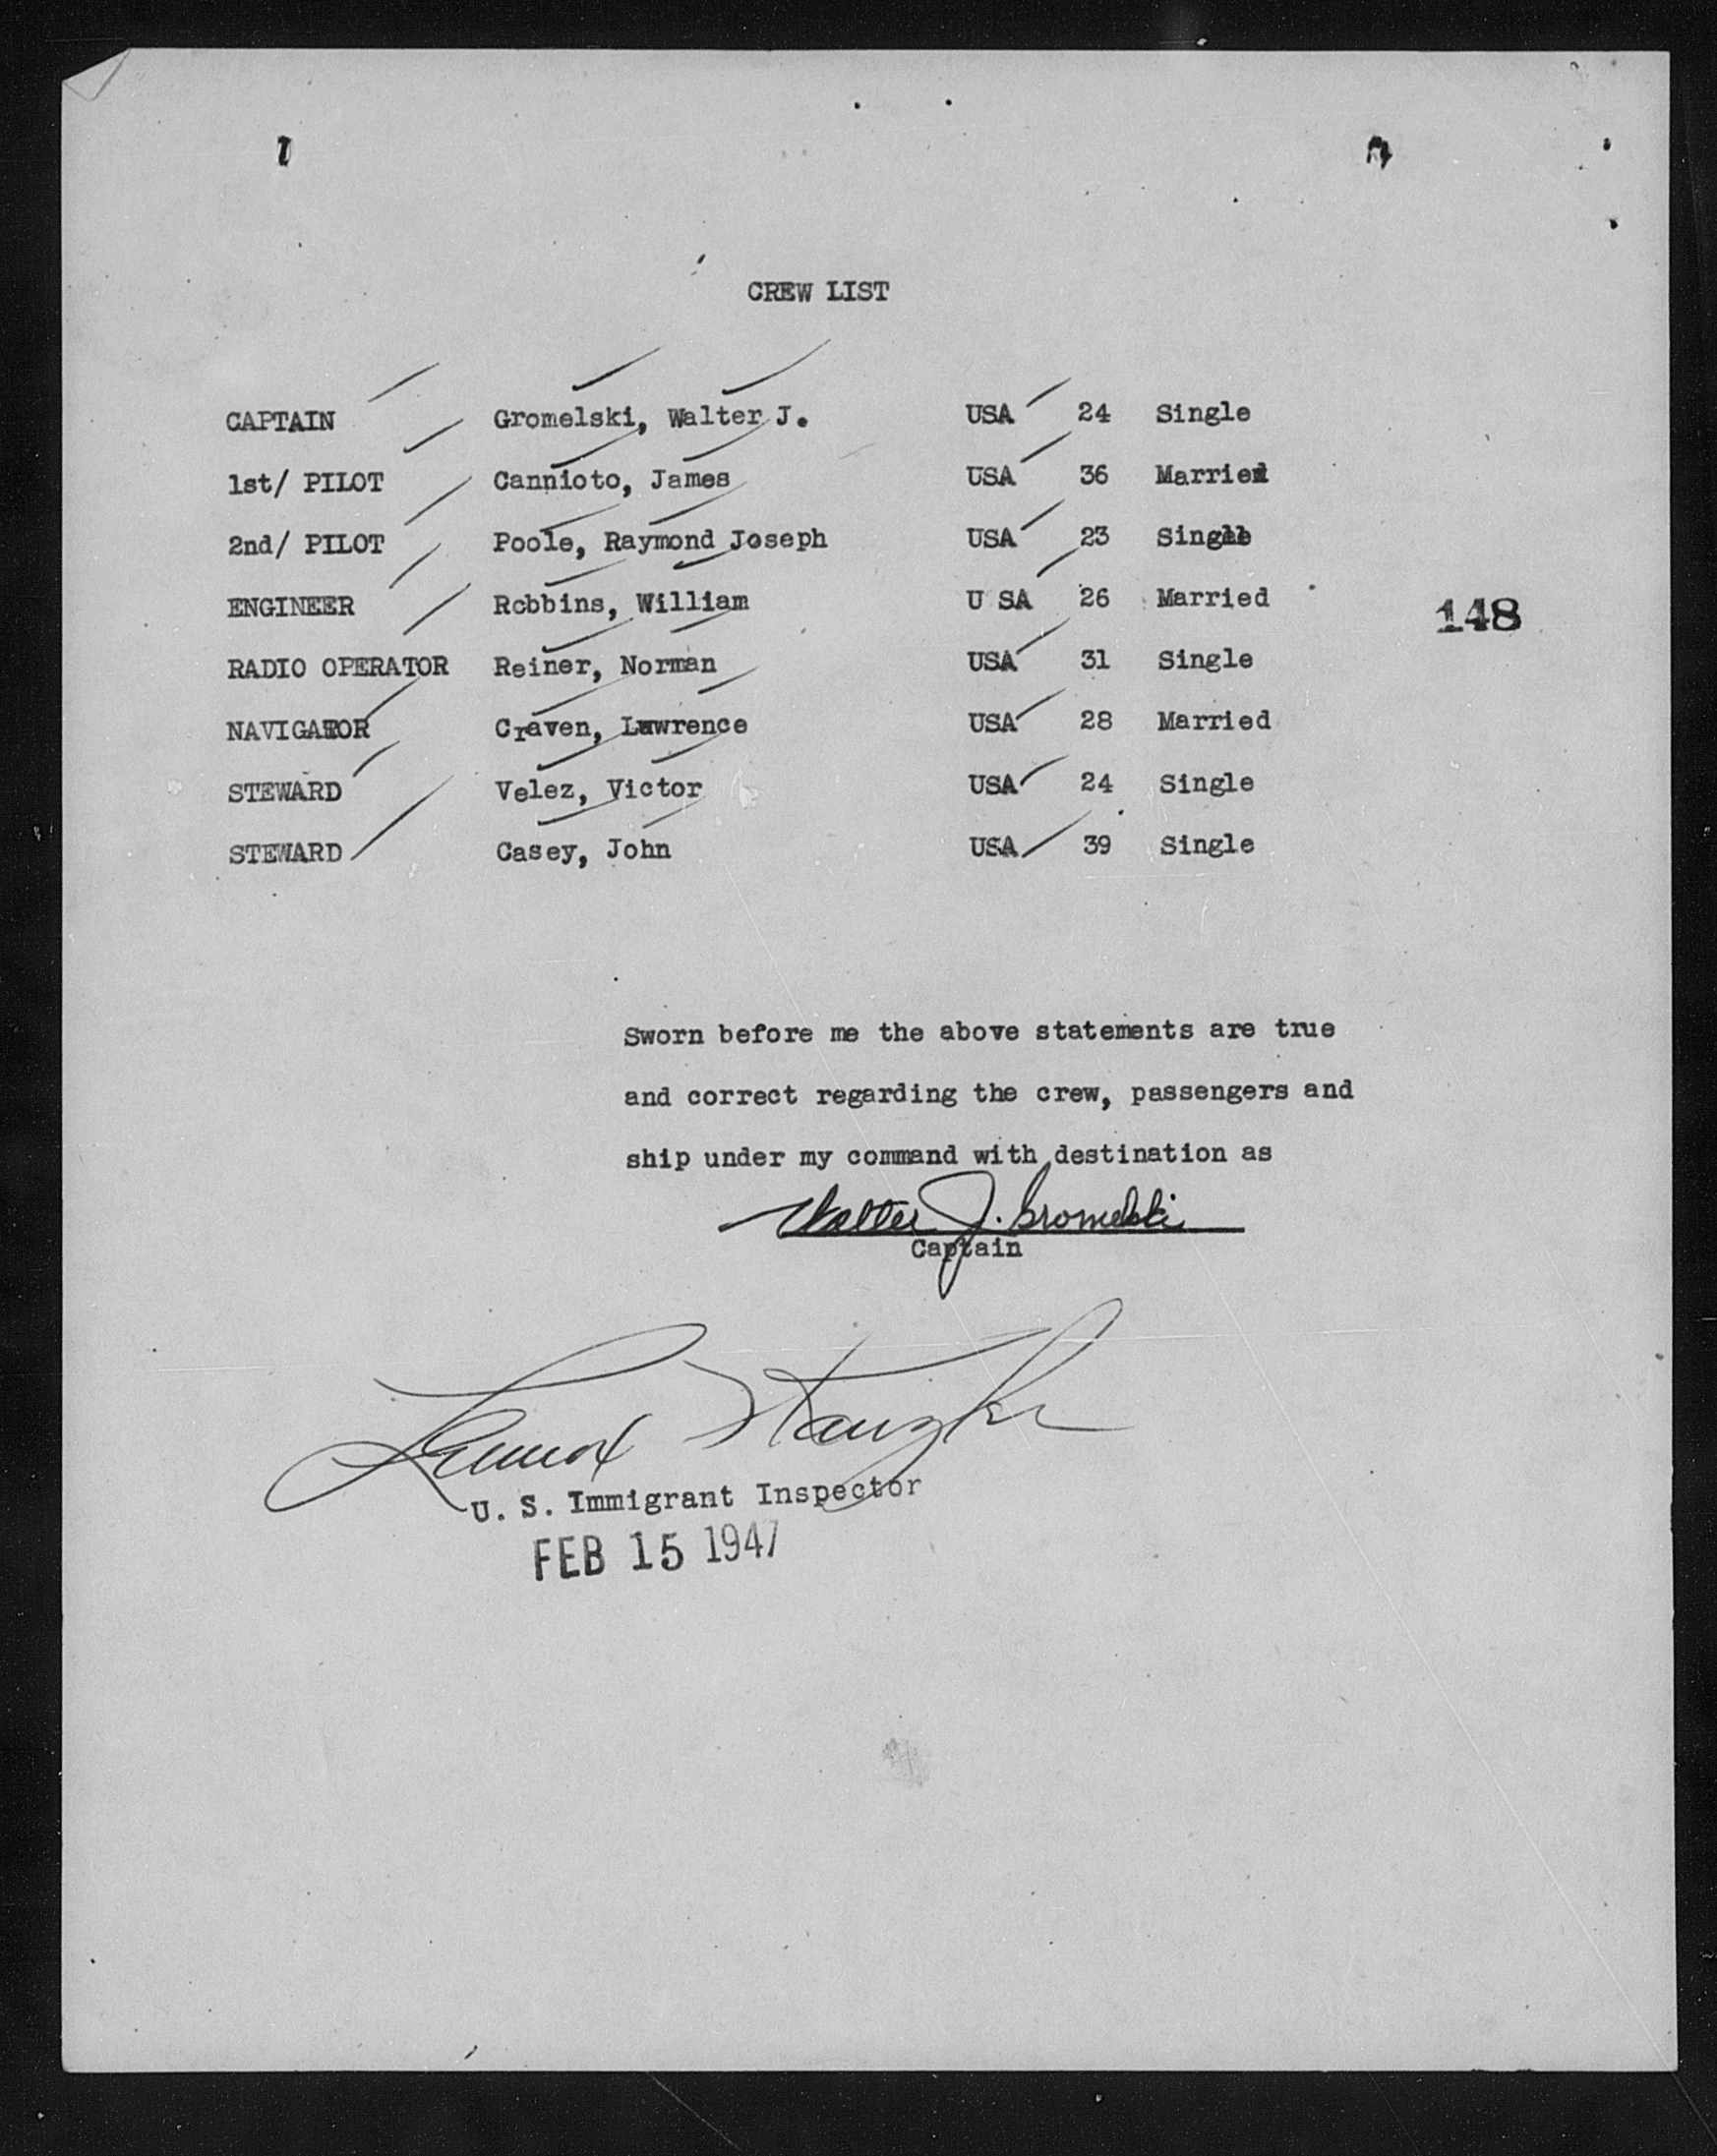 CREW LIST
CAPTAIN Gromelski, Walter J. USA 24 Single
1st/ PILOT Cannioto, James USA 36 Married
2nd/ PILOT Poole, Raymond Joseph USA 23 Single
ENGINEER Robbins, William U SA 26 Married
148
RADIO OPERATOR Reiner, Norman USA 31 Single
NAVIGATOR Craven, Lawrence USA 28 Married
STEWARD Velez, Victor USA 24 Single
STEWARD Casey, John USA 39 Single
Sworn before me the above statements are true
and correct regarding the crew, passengers and
ship under my command with destination as
Walter J. Gromelski
Captain
U. S. Immigrant Inspector
FEB 15 1947